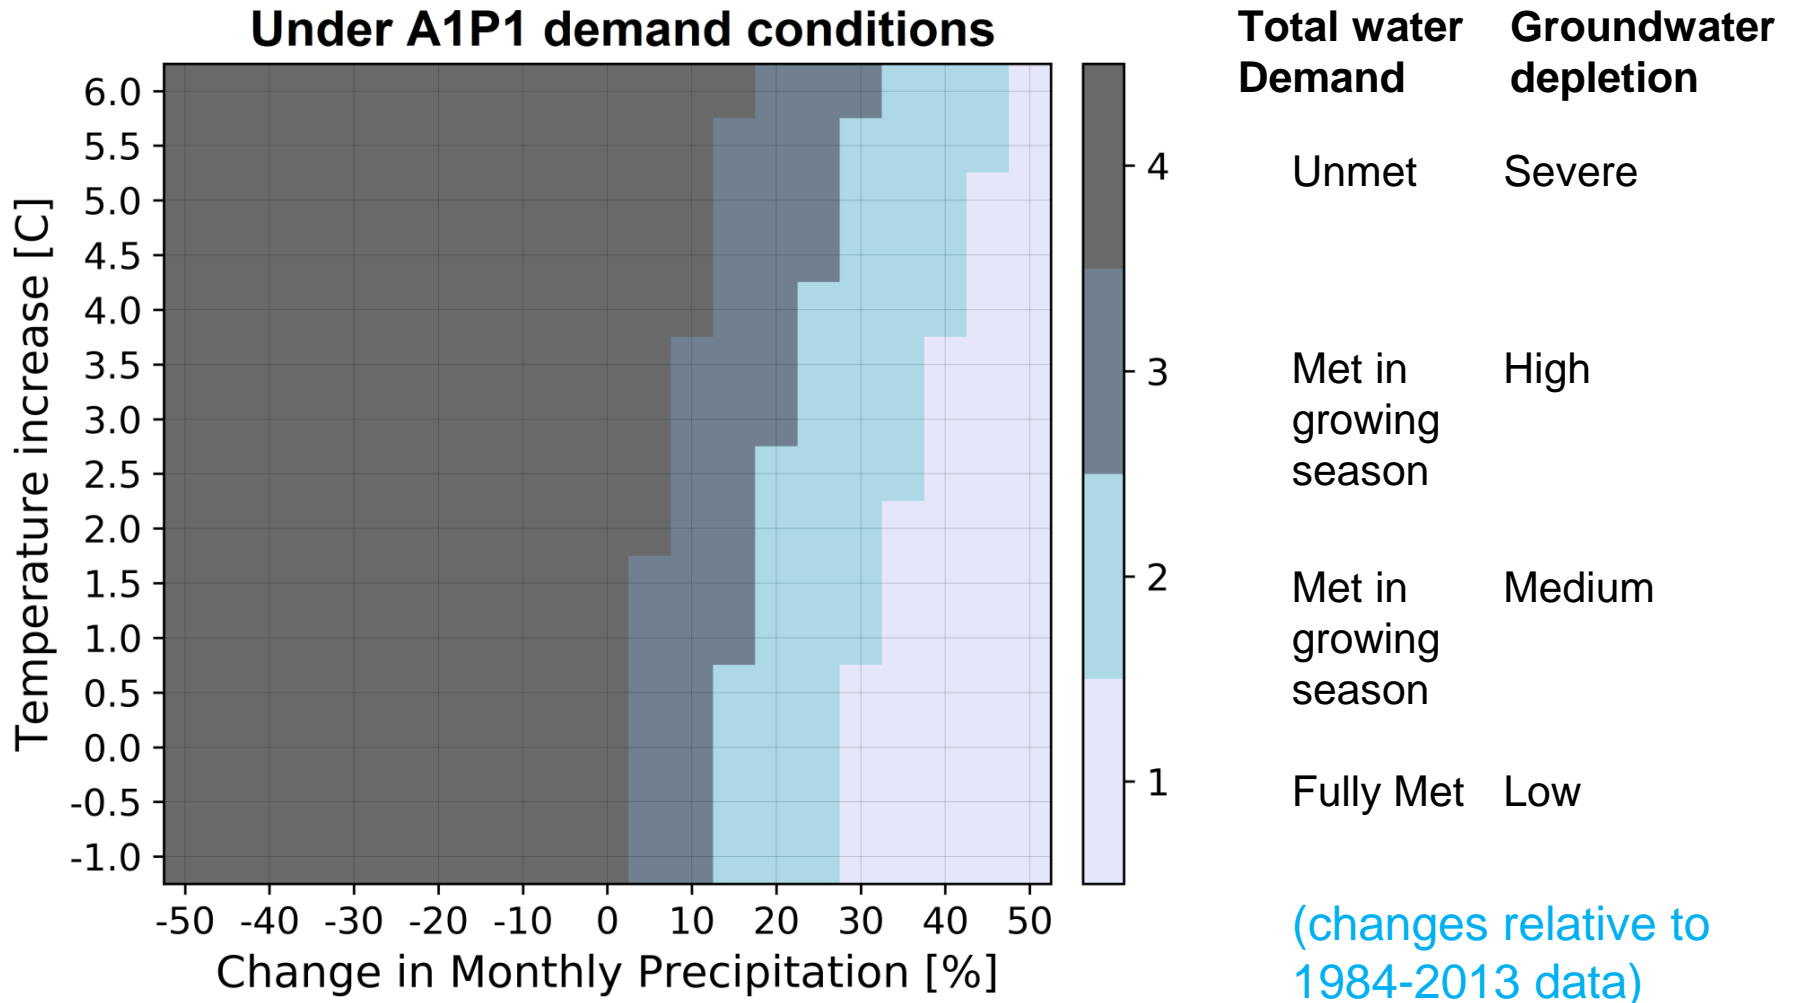 Under A1P1 demand conditions
Total water Demand
Groundwater depletion
Temperature increase [C]
6.0
5.5
5.0
4.5
4.0
3.5
3.0
2.5
2.0
1.5
1.0
0.5
0.0
-0.5
-1.0
-50 -40 -30 -20 -10 0 10 20 30 40 50
Change in Monthly Precipitation [%]
4
3
2
1
Unmet Severe
Met in High
growing
season
Met in Medium
growing
season
Fully Met Low
(changes relative to
1984-2013 data)